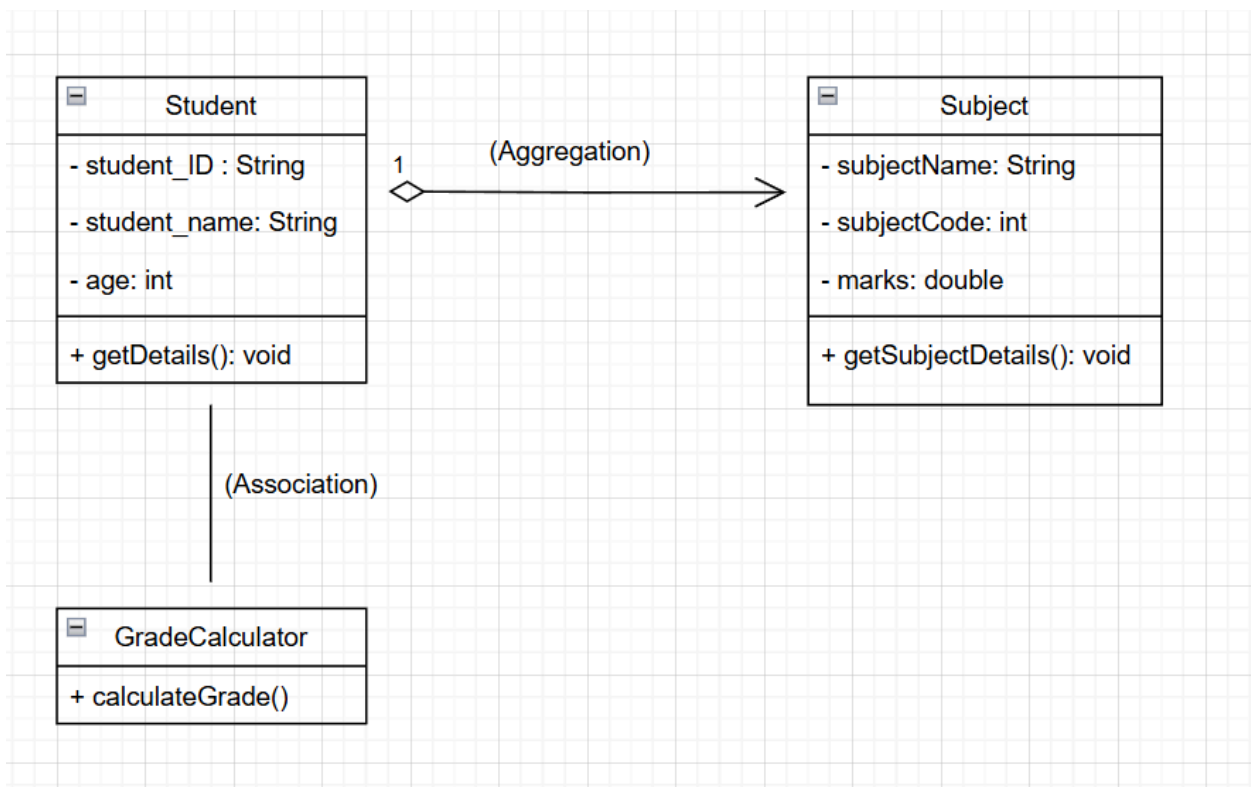 Student
- student_ID : String
- student_name: String
- age: int
+ getDetails(): void
1
(Aggregation)
Subject
- subjectName: String
- subjectCode: int
- marks: double
+ getSubjectDetails(): void
(Association)
GradeCalculator
+ calculateGrade()